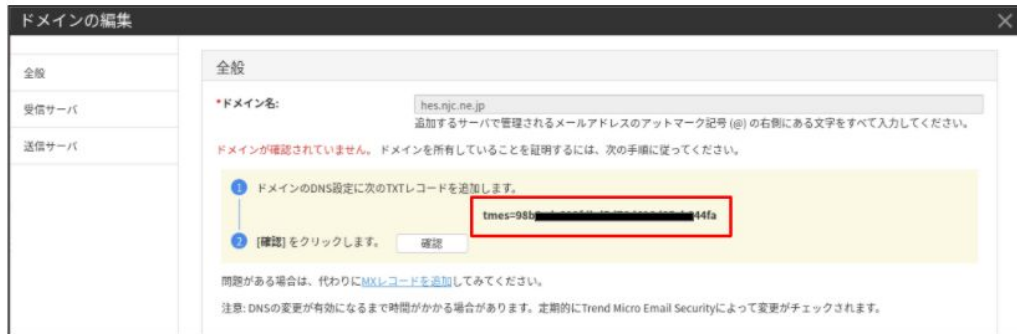 ドメインの編集
全般
受信サーバ
送信サーバ
全般
*ドメイン名:
hes.njc.ne.jp
追加するサーバで管理されるメールアドレスのアットマーク記号 (@) の右側にある文字をすべて入力してください。
ドメインが確認されていません。 ドメインを所有していることを証明するには、次の手順に従ってください。
1 ドメインのDNS設定に次のTXTレコードを追加します。
tmes=98b 44fa
2 [確認] をクリックします。 確認
問題がある場合は、代わりにMXレコードを追加してみてください。
注意: DNSの変更が有効になるまで時間がかかる場合があります。定期的にTrend Micro Email Securityによって変更がチェックされます。